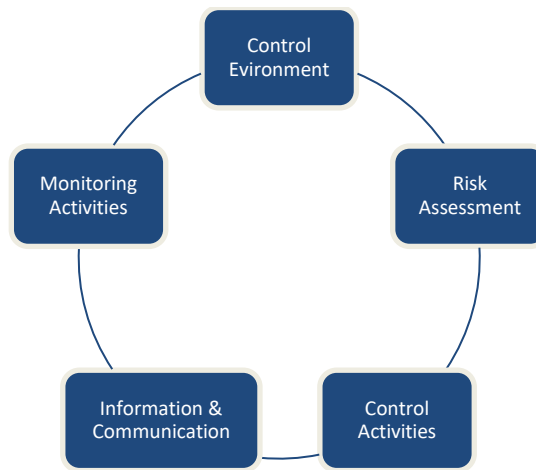 Control
Evironment
Risk
Assessment
Control
Activities
Information &
Communication
Monitoring
Activities